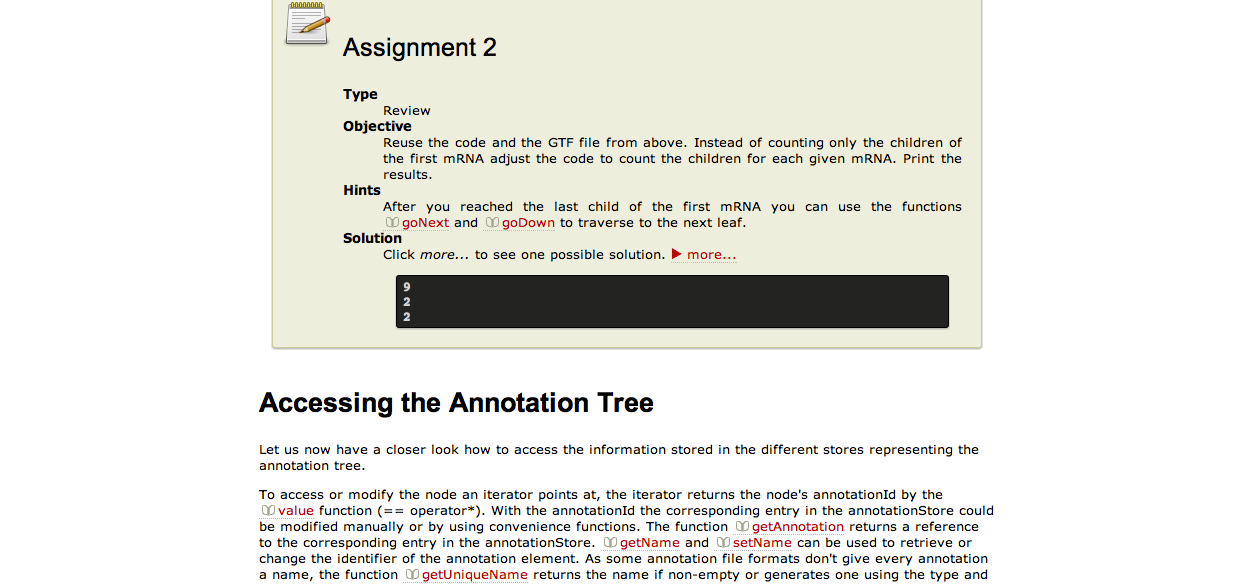 Assignment 2
Type
Review
Objective
Reuse the code and the GTF file from above. Instead of counting only the children of
the first mRNA adjust the code to count the children for each given mRNA. Print the
results.
Hints
After you reached the last child of the first mRNA you can use the functions
goNext and goDown to traverse to the next leaf.
Solution
Click more... to see one possible solution. more...
9
2
2
Accessing the Annotation Tree
Let us now have a closer look how to access the information stored in the different stores representing the
annotation tree.
To access or modify the node an iterator points at, the iterator returns the node's annotationId by the
value function (== operator*). With the annotationId the corresponding entry in the annotationStore could
be modified manually or by using convenience functions. The function getAnnotation returns a reference
to the corresponding entry in the annotationStore. getName and setName can be used to retrieve or
change the identifier of the annotation element. As some annotation file formats don't give every annotation
a name, the function getUniqueName returns the name if non-empty or generates one using the type and